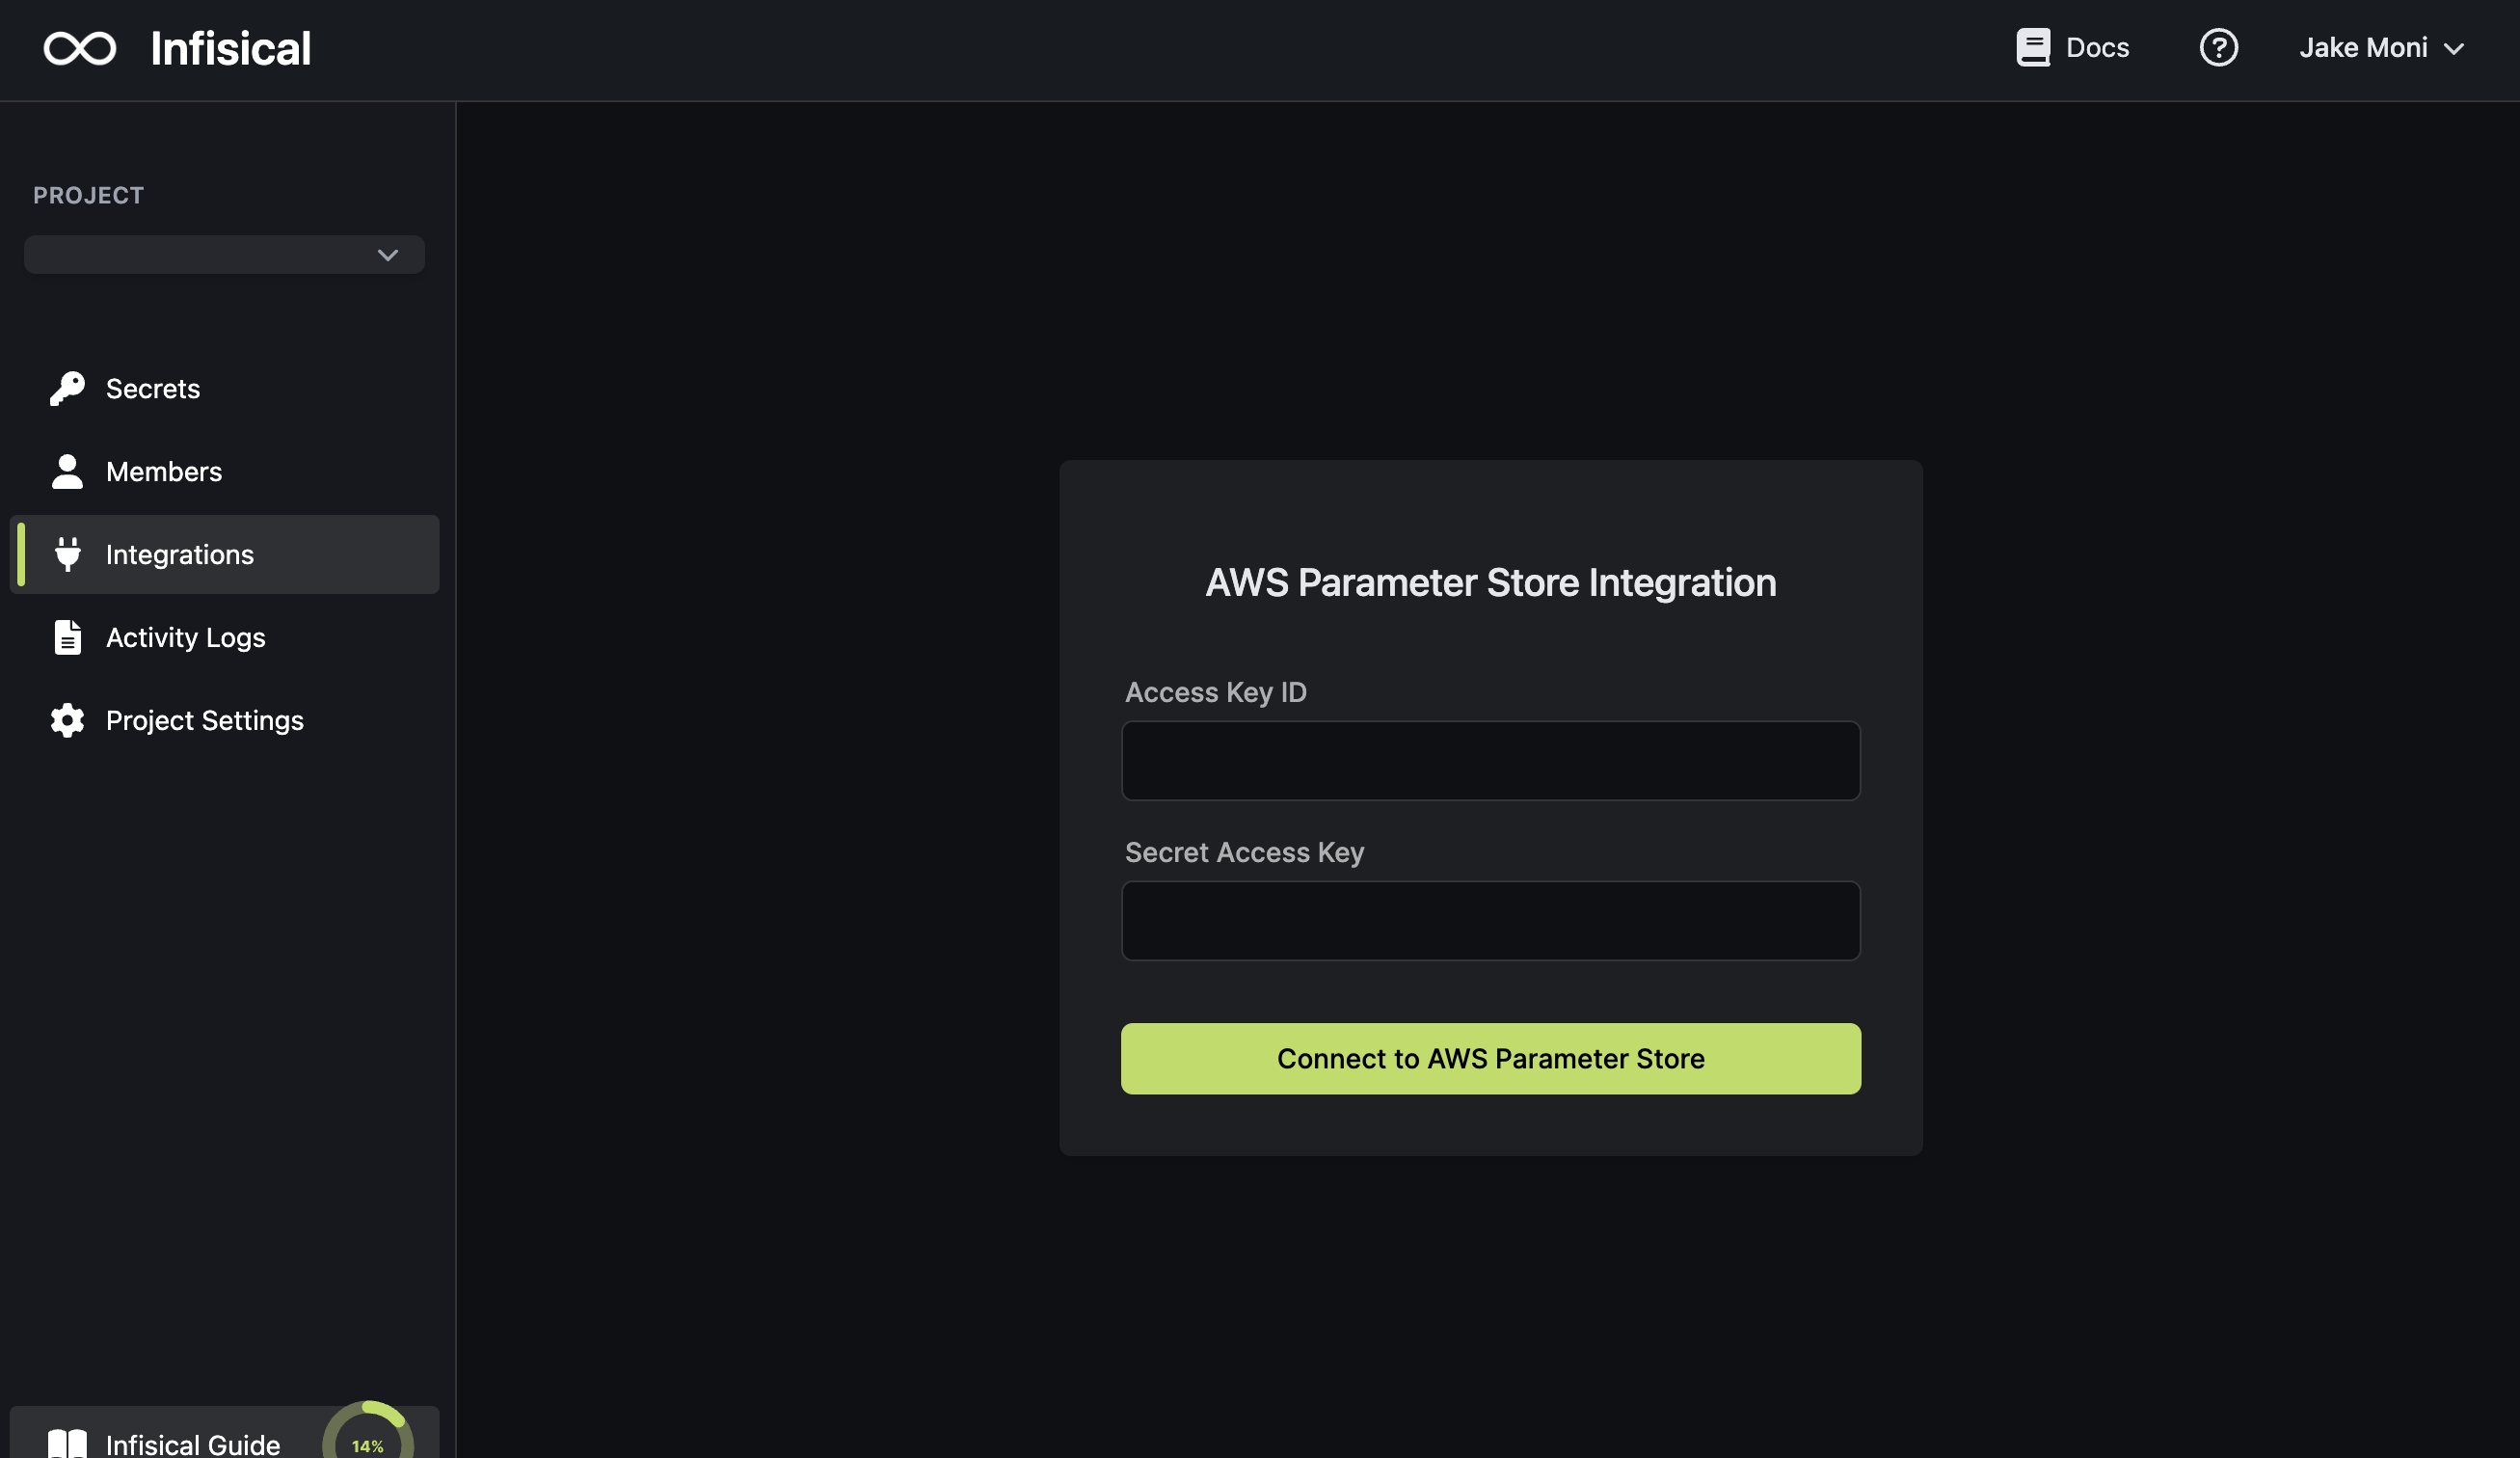 Infisical
Docs
Jake Moni
PROJECT
Secrets
Members
Integrations
Activity Logs
Project Settings
AWS Parameter Store Integration
Access Key ID
Secret Access Key
Connect to AWS Parameter Store
Infisical Guide
14%